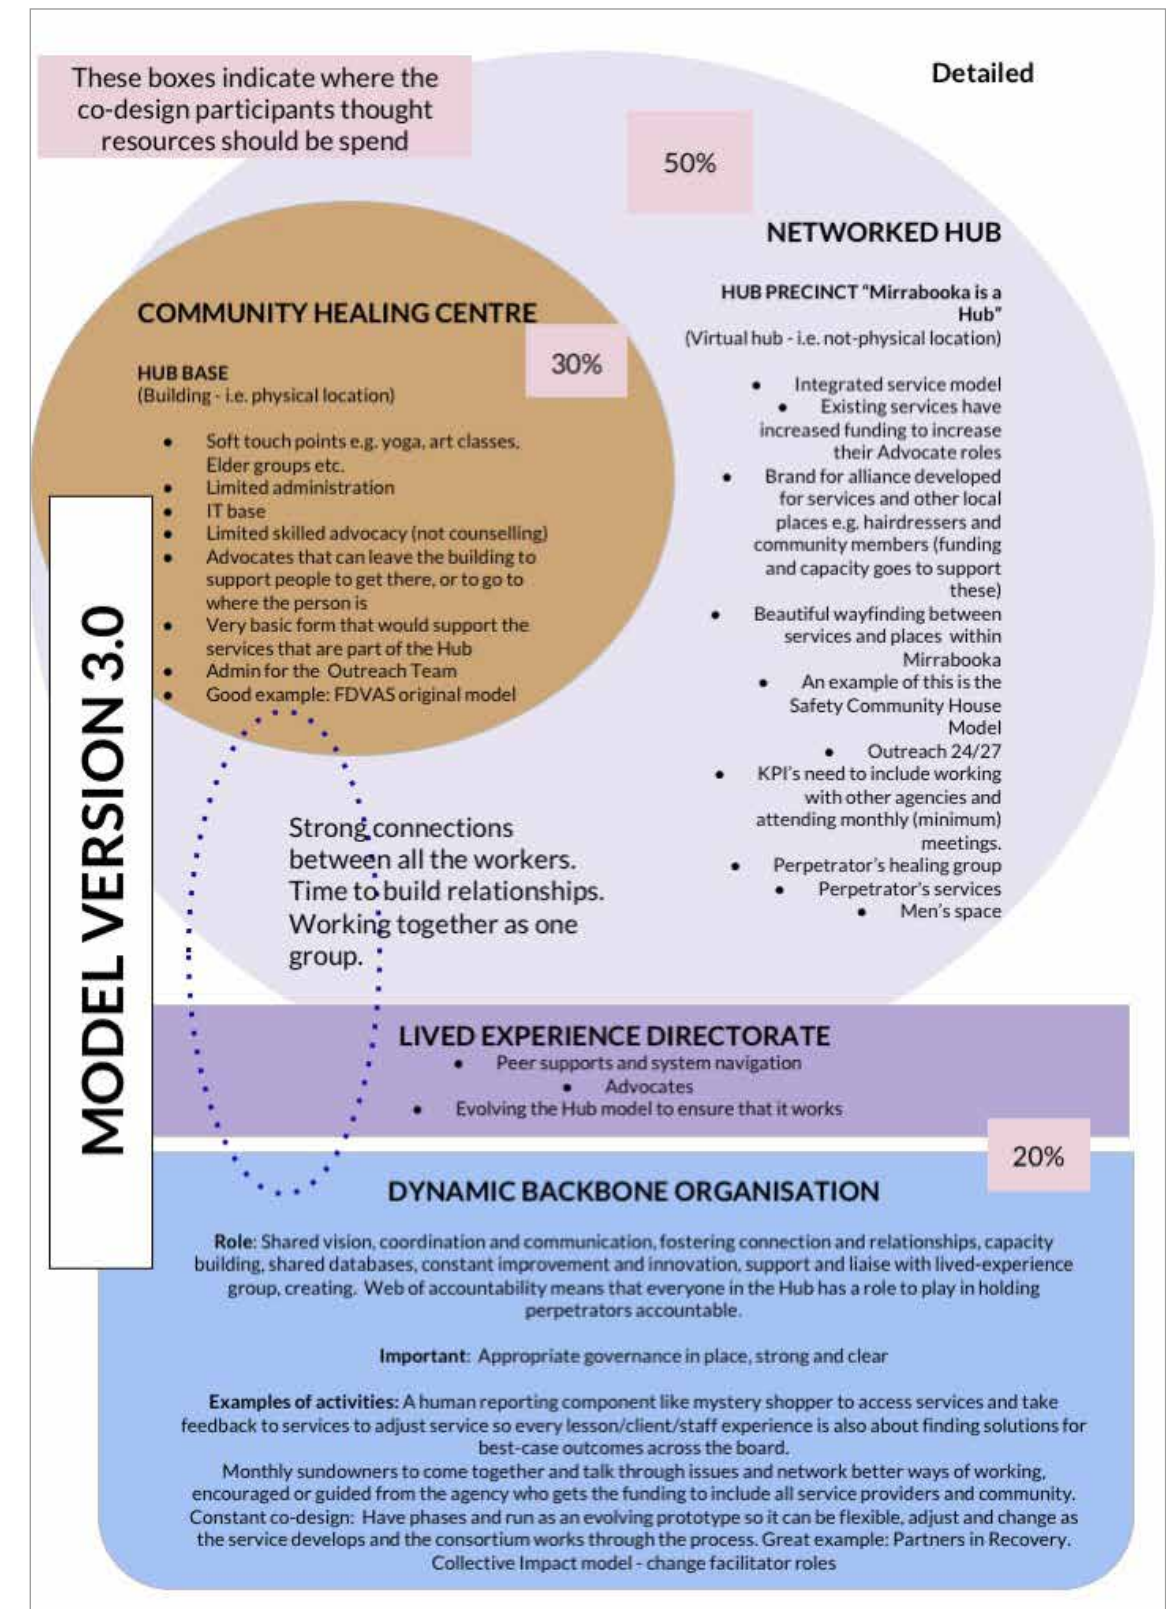 These boxes indicate where the
co-design participants thought
resources should be spend
Detailed
50%
NETWORKED HUB
HUB PRECINCT “Mirrabooka is a
Hub”
(Virtual hub - i.e. not-physical location)
● Integrated service model
● Existing services have
increased funding to increase
their Advocate roles
● Brand for alliance developed
for services and other local
places e.g. hairdressers and
community members (funding
and capacity goes to support
these)
● Beautiful wayfinding between
services and places within
Mirrabooka
● An example of this is the
Safety Community House
Model
● Outreach 24/27
● KPI’s need to include working
with other agencies and
attending monthly (minimum)
meetings.
● Perpetrator’s healing group
● Perpetrator’s services
● Men’s space
COMMUNITY HEALING CENTRE
30%
HUB BASE
(Building - i.e. physical location)
● Soft touch points e.g. yoga, art classes,
Elder groups etc.
● Limited administration
● IT base
● Limited skilled advocacy (not counselling)
● Advocates that can leave the building to
support people to get there, or to go to
where the person is
● Very basic form that would support the
services that are part of the Hub
● Admin for the Outreach Team
● Good example: FDVAS original model
MODEL VERSION 3.0
Strong connections
between all the workers.
Time to build relationships.
Working together as one
group.
LIVED EXPERIENCE DIRECTORATE
● Peer supports and system navigation
● Advocates
● Evolving the Hub model to ensure that it works
20%
DYNAMIC BACKBONE ORGANISATION
Role: Shared vision, coordination and communication, fostering connection and relationships, capacity
building, shared databases, constant improvement and innovation, support and liaise with lived-experience
group, creating. Web of accountability means that everyone in the Hub has a role to play in holding
perpetrators accountable.
Important: Appropriate governance in place, strong and clear
Examples of activities: A human reporting component like mystery shopper to access services and take
feedback to services to adjust service so every lesson/client/staff experience is also about finding solutions for
best-case outcomes across the board.
Monthly sundowners to come together and talk through issues and network better ways of working,
encouraged or guided from the agency who gets the funding to include all service providers and community.
Constant co-design: Have phases and run as an evolving prototype so it can be flexible, adjust and change as
the service develops and the consortium works through the process. Great example: Partners in Recovery.
Collective Impact model - change facilitator roles